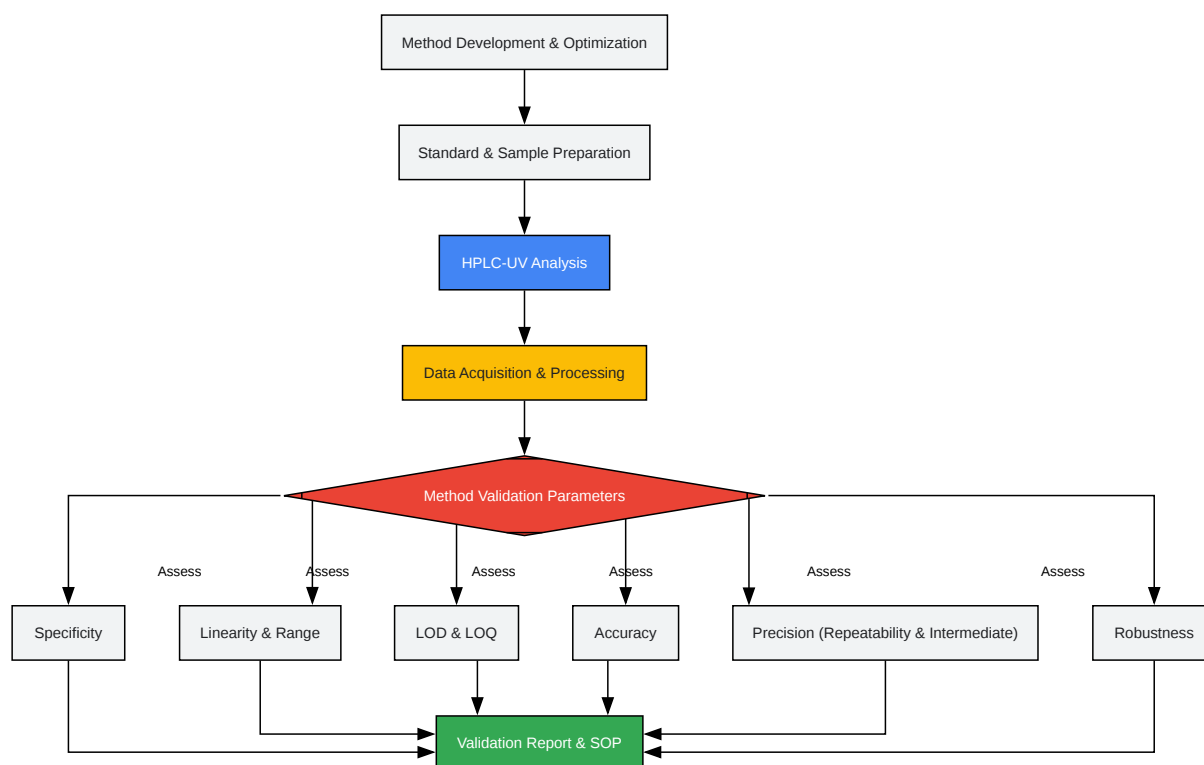 Method Development & Optimization
Standard & Sample Preparation
HPLC-UV Analysis
Data Acquisition & Processing
Method Validation Parameters
Assess
Assess
Assess
Assess
Assess
Assess
Specificity
Linearity & Range
LOD & LOQ
Accuracy
Precision (Repeatability & Intermediate)
Robustness
Validation Report & SOP